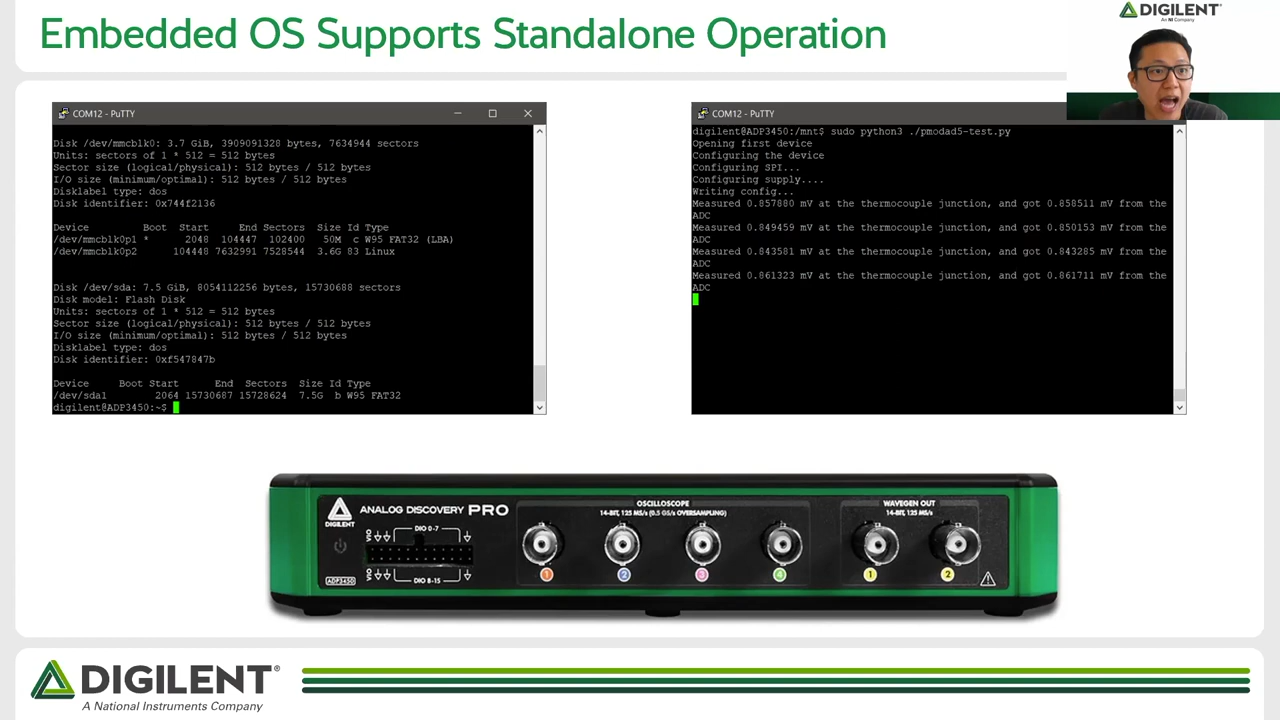 Embedded OS Supports Standalone Operation
DIGILENT®
An NI Company
COM12 - PuTTY
Disk /dev/mmcblk0: 3.7 GiB, 3909091328 bytes, 7634944 sectors
Units: sectors of 1 * 512 = 512 bytes
Sector size (logical/physical): 512 bytes / 512 bytes
I/O size (minimum/optimal): 512 bytes / 512 bytes
Disklabel type: dos
Disk identifier: 0x744f2136
Device Boot Start End Sectors Size Id Type
/dev/mmcblk0p1 * 2048 104447 102400 50M c W95 FAT32 (LBA)
/dev/mmcblk0p2 104448 7632991 7528544 3.6G 83 Linux
Disk /dev/sda: 7.5 GiB, 8054112256 bytes, 15730688 sectors
Disk model: Flash Disk
Units: sectors of 1 * 512 = 512 bytes
Sector size (logical/physical): 512 bytes / 512 bytes
I/O size (minimum/optimal): 512 bytes / 512 bytes
Disklabel type: dos
Disk identifier: 0xf547847b
Device Boot Start End Sectors Size Id Type
/dev/sda1 2064 15730687 15728624 7.5G b W95 FAT32
digilent@ADP3450:~$
COM12 - PuTTY
digilent@ADP3450:/mnt$ sudo python3 ./pmodad5-test.py
Opening first device
Configuring the device
Configuring SPI...
Configuring supply....
Writing config...
Measured 0.857880 mV at the thermocouple junction, and got 0.858511 mV from the
ADC
Measured 0.849459 mV at the thermocouple junction, and got 0.850153 mV from the
ADC
Measured 0.843581 mV at the thermocouple junction, and got 0.843285 mV from the
ADC
Measured 0.861323 mV at the thermocouple junction, and got 0.861711 mV from the
ADC
DIGILENT
ANALOG DISCOVERY PRO
VIO DIO 0-7
VIO DIO 8-15
ADP3450
OSCILLOSCOPE
14-BIT, 125 MS/s (0.5 GS/s OVERSAMPLING)
1 2 3 4
WAVEGEN OUT
14-BIT, 125MS/s
1 2
DIGILENT®
A National Instruments Company